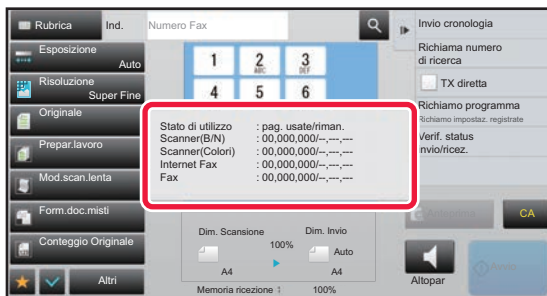 Rubrica
Ind.
Numero Fax
Invio cronologia
Esposizione
Auto
1
2
ABC
3
DEF
Richiama numero
di ricerca
TX diretta
Risoluzione
Super Fine
4
5
6
Originale
Richiamo programma
Richiamo impostaz. registrate
Stato di utilizzo : pag. usate/riman.
Scanner(B/N) : 00,000,000/--,---,---
Scanner(Colori) : 00,000,000/--,---,---
Internet Fax : 00,000,000/--,---,---
Fax : 00,000,000/--,---,---
Verif. status
nvio/ricez.
Prepar.lavoro
Mod.scan.lenta
Form.doc.misti
CA
Dim. Scansione
Dim. Invio
100%
Auto
A4
A4
Conteggio Originale
Altri
Memoria ricezione :
100%
Altopar